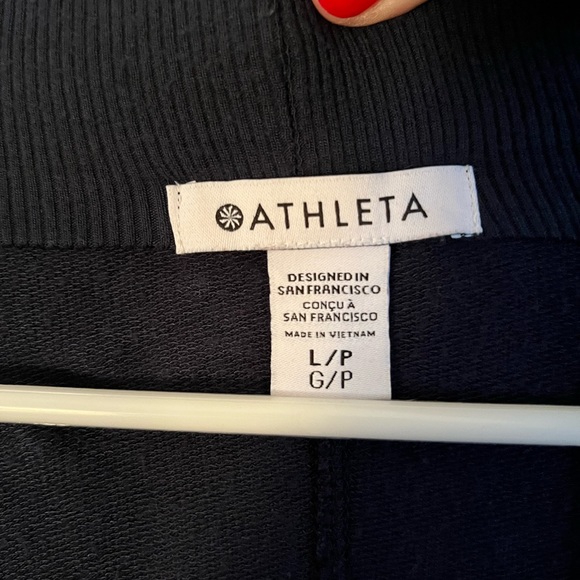 ATHLETA
DESIGNED IN
SAN FRANCISCO
CONÇU À
SAN FRANCISCO
MADE IN VIETNAM
L/P
G/P